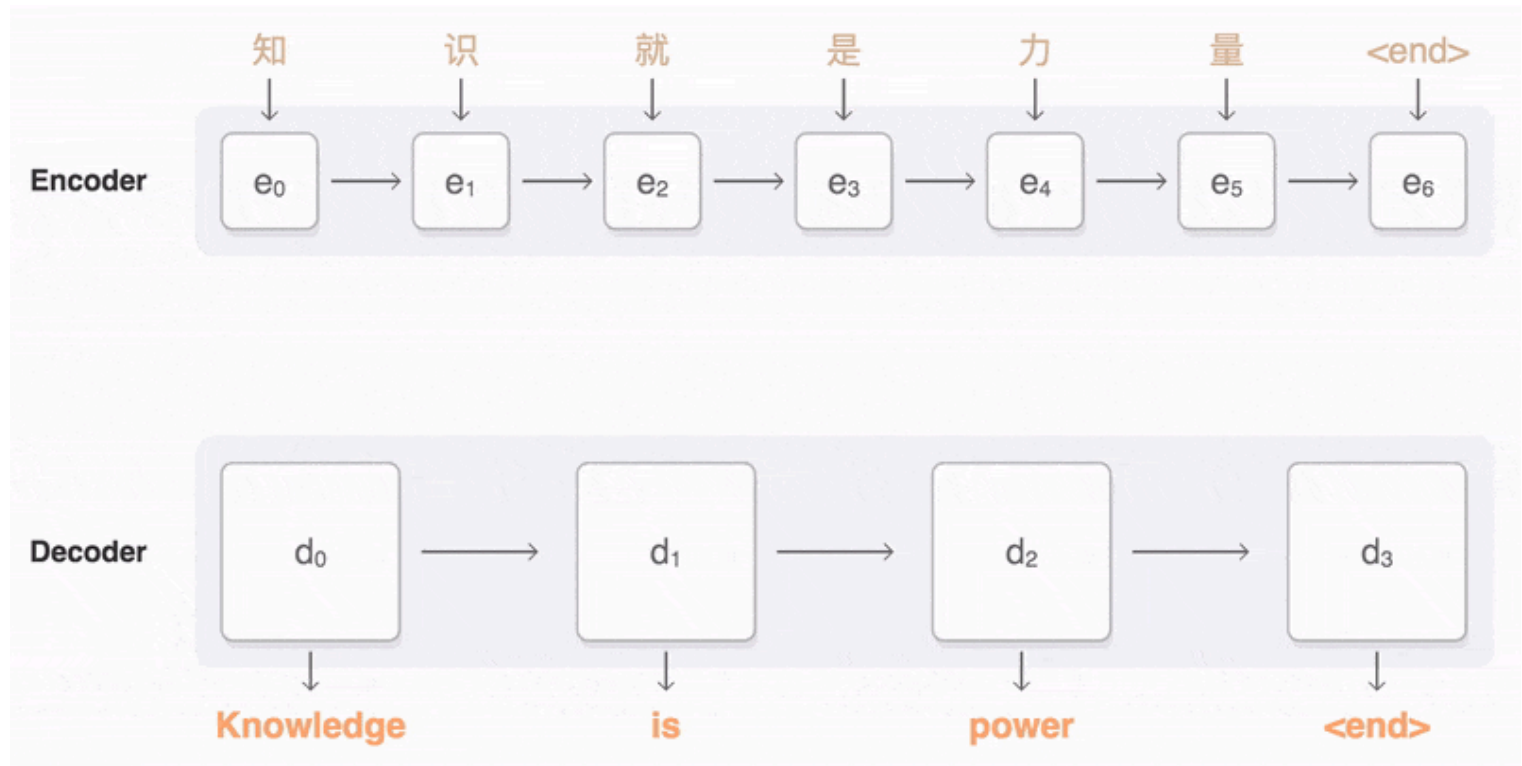 知 识 就 是 力 量 <end>
Encoder e₀ e₁ e₂ e₃ e₄ e₅ e₆
Decoder d₀ d₁ d₂ d₃
Knowledge is power <end>